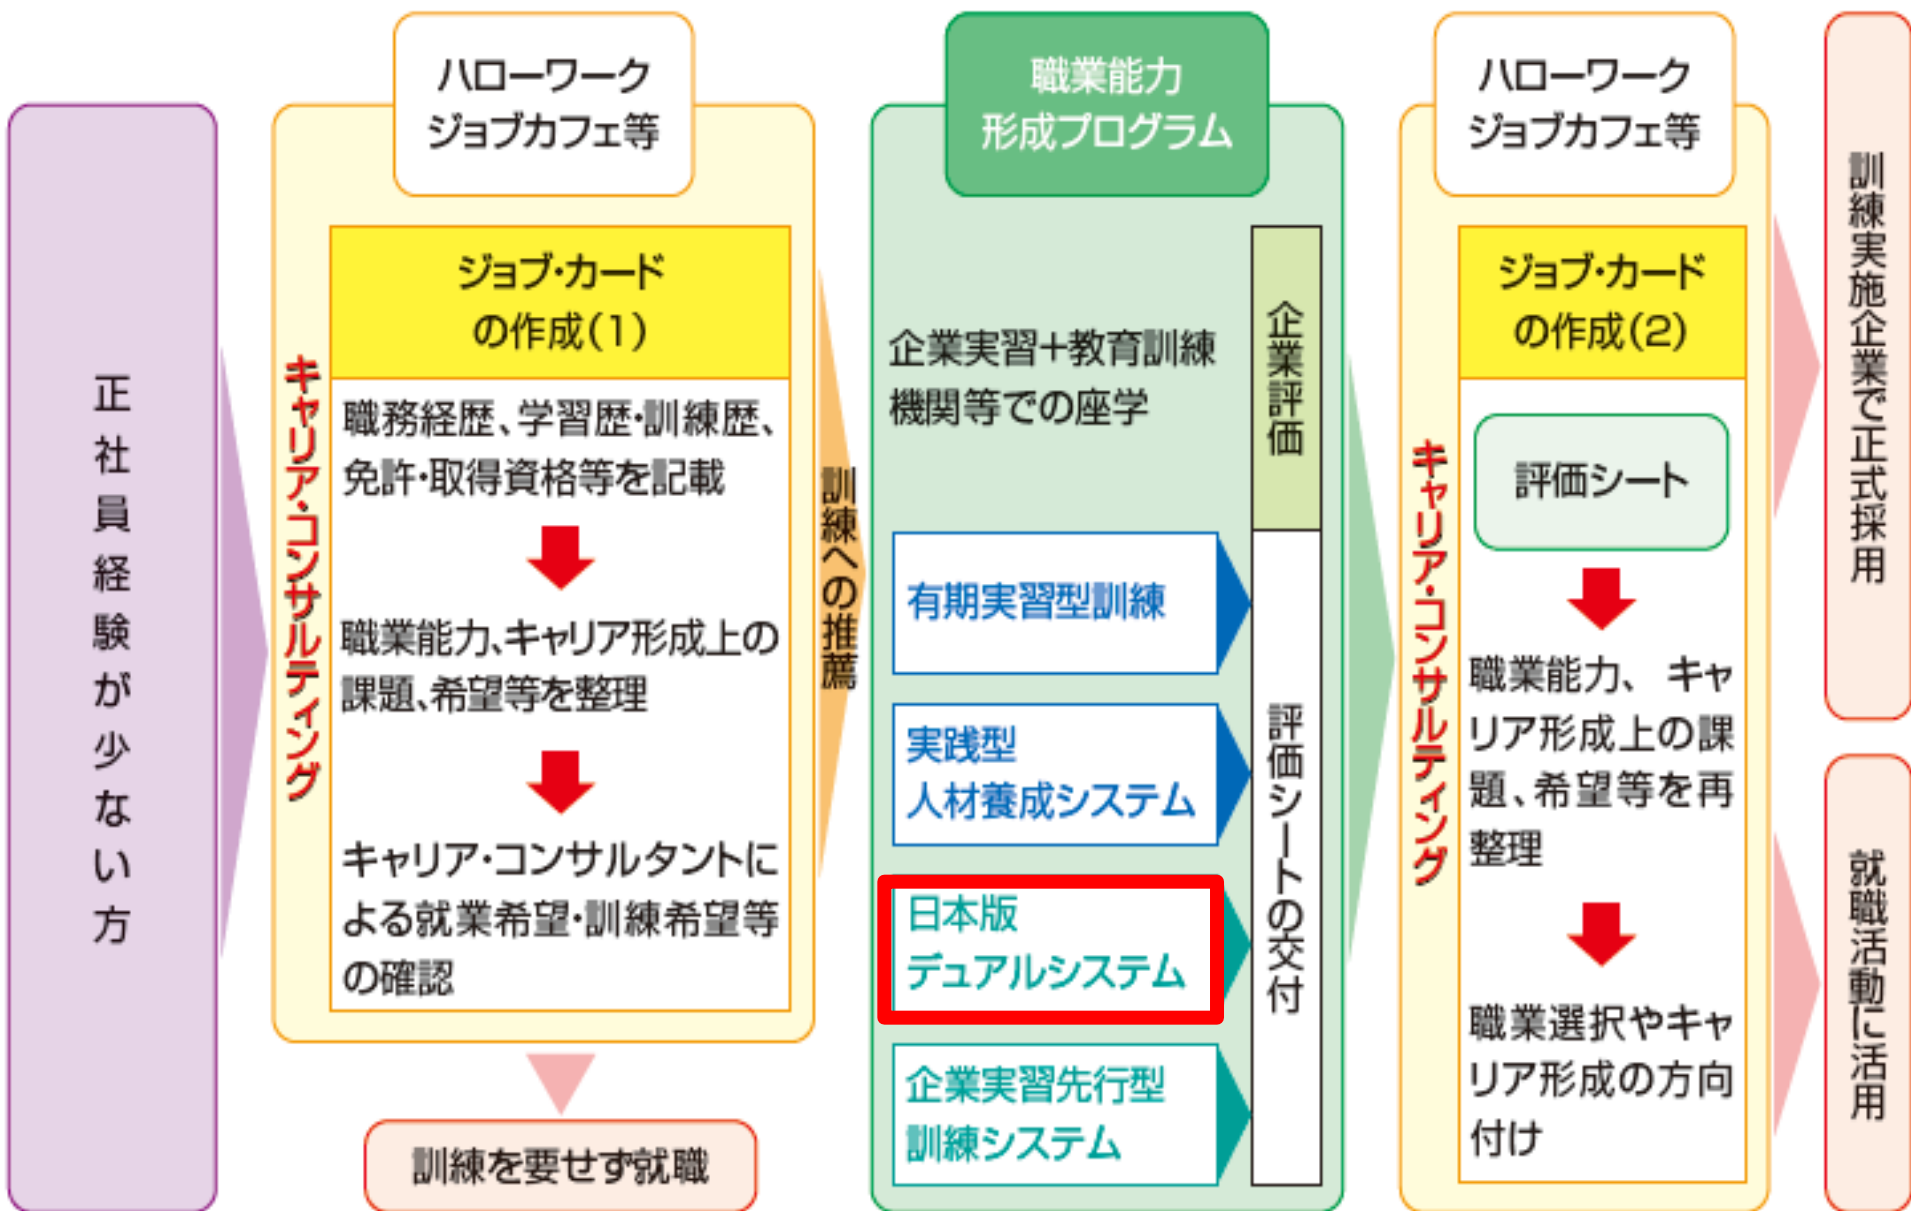 正社員経験が少ない方
ハローワーク
ジョブカフェ等
キャリア・コンサルティング
ジョブ・カード
の作成(1)
職務経歴、学習歴・訓練歴、
免許・取得資格等を記載
職業能力、キャリア形成上の
課題、希望等を整理
キャリア・コンサルタントに
よる就業希望・訓練希望等
の確認
訓練を要せず就職
訓練への推薦
職業能力
形成プログラム
企業実習＋教育訓練
機関等での座学
有期実習型訓練
実践型
人材養成システム
日本版
デュアルシステム
企業実習先行型
訓練システム
企業評価
評価シートの交付
ハローワーク
ジョブカフェ等
キャリア・コンサルティング
ジョブ・カード
の作成(2)
評価シート
職業能力、キャ
リア形成上の課
題、希望等を再
整理
職業選択やキャ
リア形成の方向
付け
訓練実施企業で正式採用
就職活動に活用